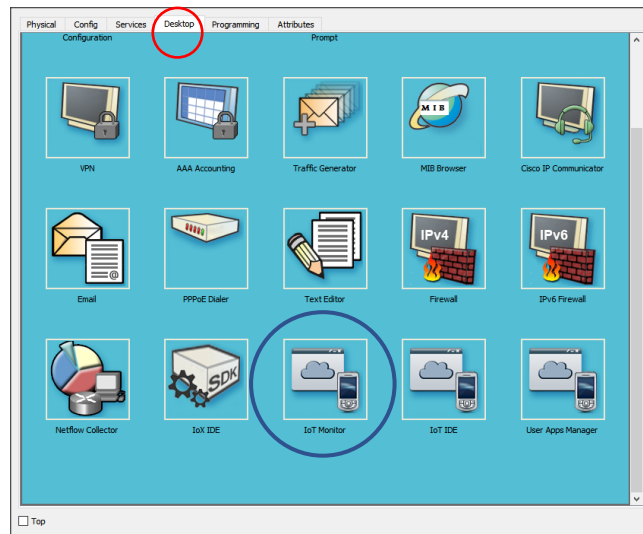 Physical Config Services Desktop Programming Attributes
Configuration Prompt
MIB
VPN AAA Accounting Traffic Generator MIB Browser Cisco IP Communicator
IPv4 IPv6
@
Email PPPoE Dialer Text Editor Firewall IPv6 Firewall
SDK
Netflow Collector IoX IDE IoT Monitor IoT IDE User Apps Manager
Top